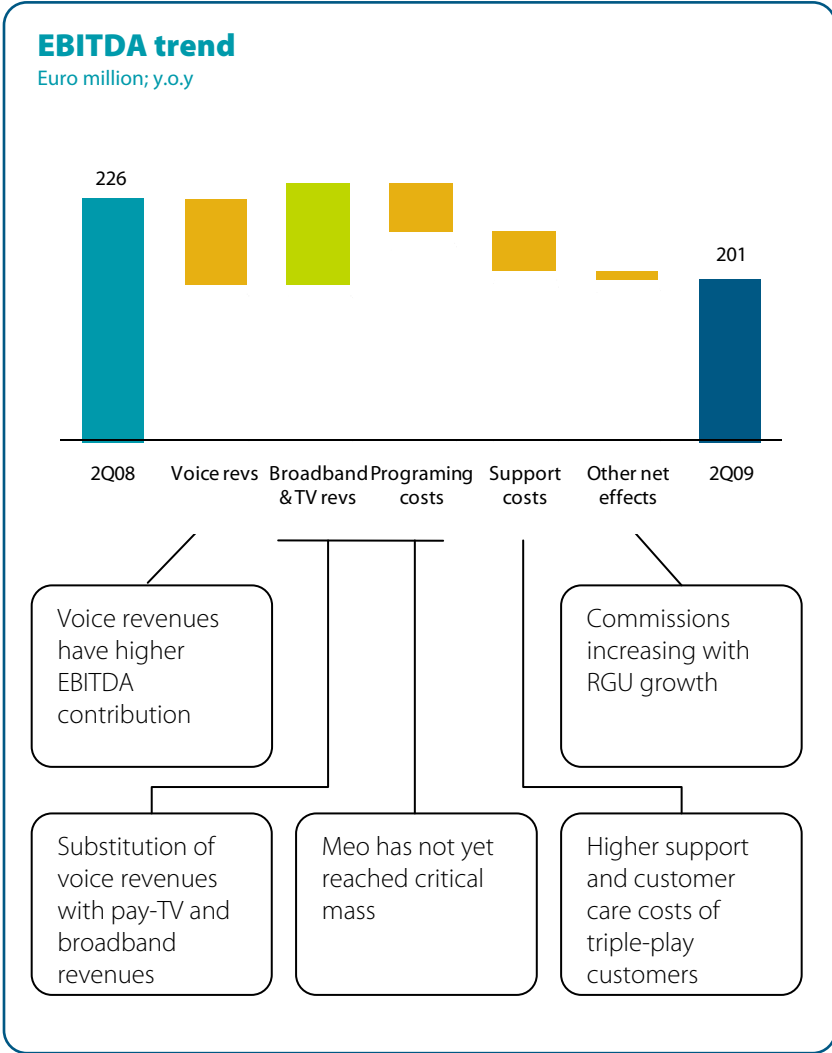 EBITDA trend
Euro million; y.o.y
226
201
2Q08
Voice revs
Broadband
& TV revs
Programing
costs
Support
costs
Other net
effects
2Q09
Voice revenues
have higher
EBITDA
contribution
Commissions
increasing with
RGU growth
Substitution of
voice revenues
with pay-TV and
broadband
revenues
Meo has not yet
reached critical
mass
Higher support
and customer
care costs of
triple-play
customers